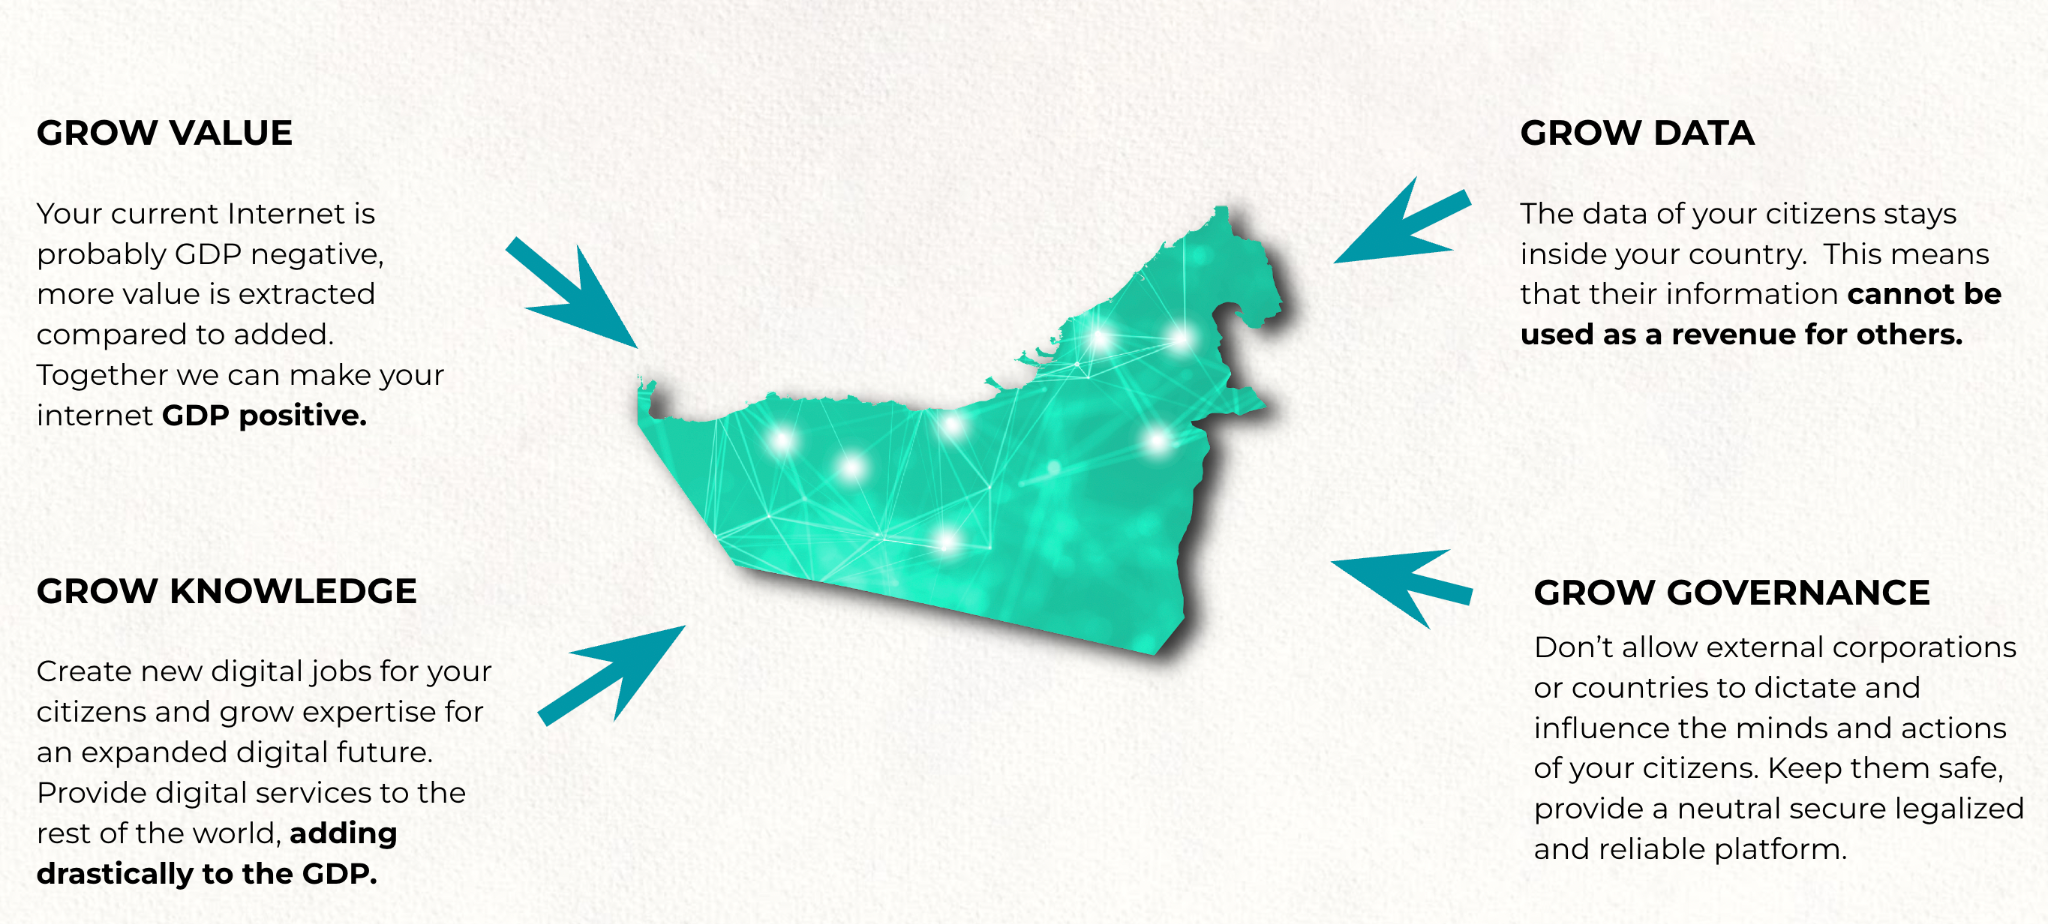 GROW VALUE
Your current Internet is
probably GDP negative,
more value is extracted
compared to added.
Together we can make your
internet GDP positive.
GROW KNOWLEDGE
Create new digital jobs for your
citizens and grow expertise for
an expanded digital future.
Provide digital services to the
rest of the world, adding
drastically to the GDP.
GROW DATA
The data of your citizens stays
inside your country.  This means
that their information cannot be
used as a revenue for others.
GROW GOVERNANCE
Don’t allow external corporations
or countries to dictate and
influence the minds and actions
of your citizens. Keep them safe,
provide a neutral secure legalized
and reliable platform.